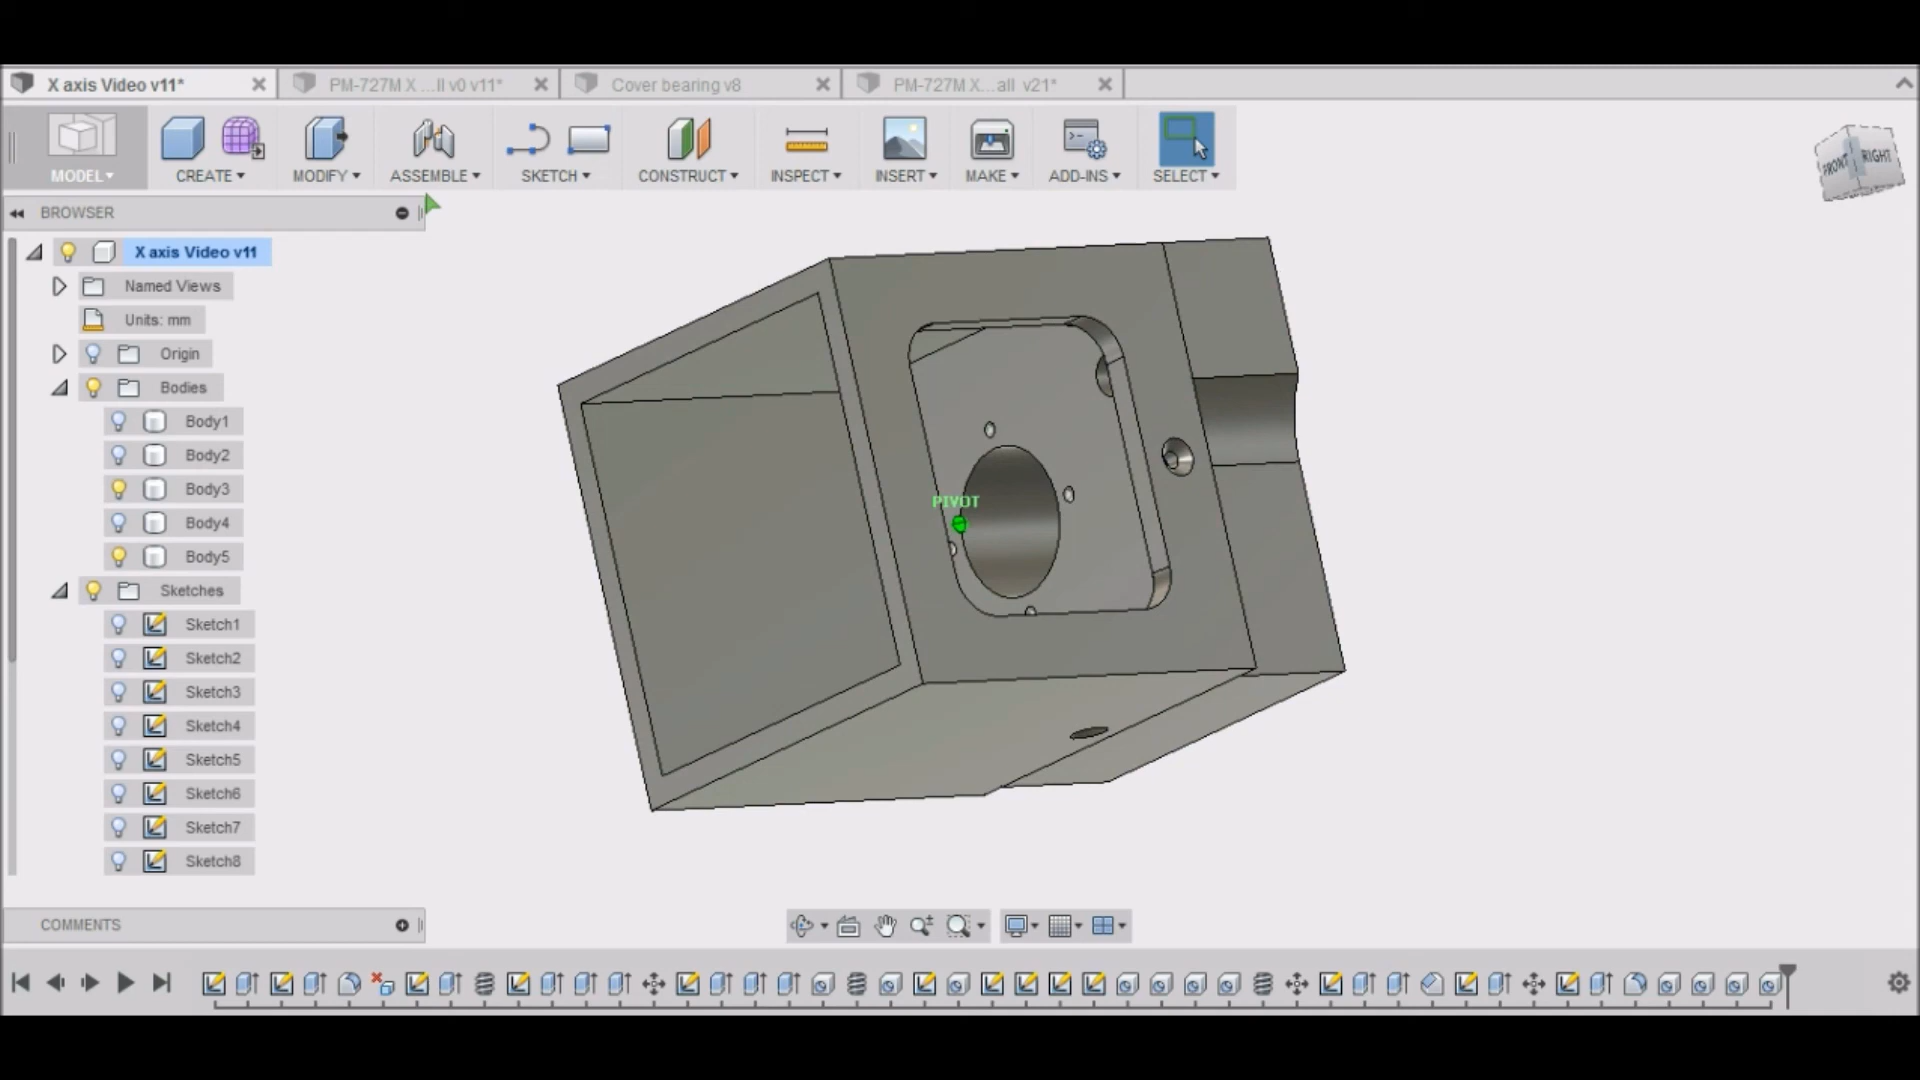 X axis Video v11*
PM-727M X ...ll v0 v11*
Cover bearing v8
PM-727M X...all v21*
MODEL
CREATE
MODIFY
ASSEMBLE
SKETCH
CONSTRUCT
INSPECT
INSERT
MAKE
ADD-INS
SELECT
FRONT
RIGHT
BROWSER
X axis Video v11
Named Views
Units: mm
Origin
Bodies
Body1
Body2
Body3
Body4
Body5
Sketches
Sketch1
Sketch2
Sketch3
Sketch4
Sketch5
Sketch6
Sketch7
Sketch8
PIVOT
COMMENTS